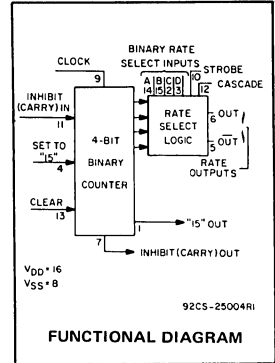 BINARY RATE
SELECT INPUTS
CLOCK
A B C D 10 STROBE
9
14 15 2 3
CASCADE
12
INHIBIT
(CARRY) IN
11
RATE
SELECT
LOGIC
6 OUT
5 OUT
RATE
OUTPUTS
SET TO
"15"
4
4-BIT
BINARY
COUNTER
CLEAR
13
1
"15" OUT
7
INHIBIT (CARRY) OUT
VDD = 16
VSS = 8
92CS-25004R1
FUNCTIONAL DIAGRAM